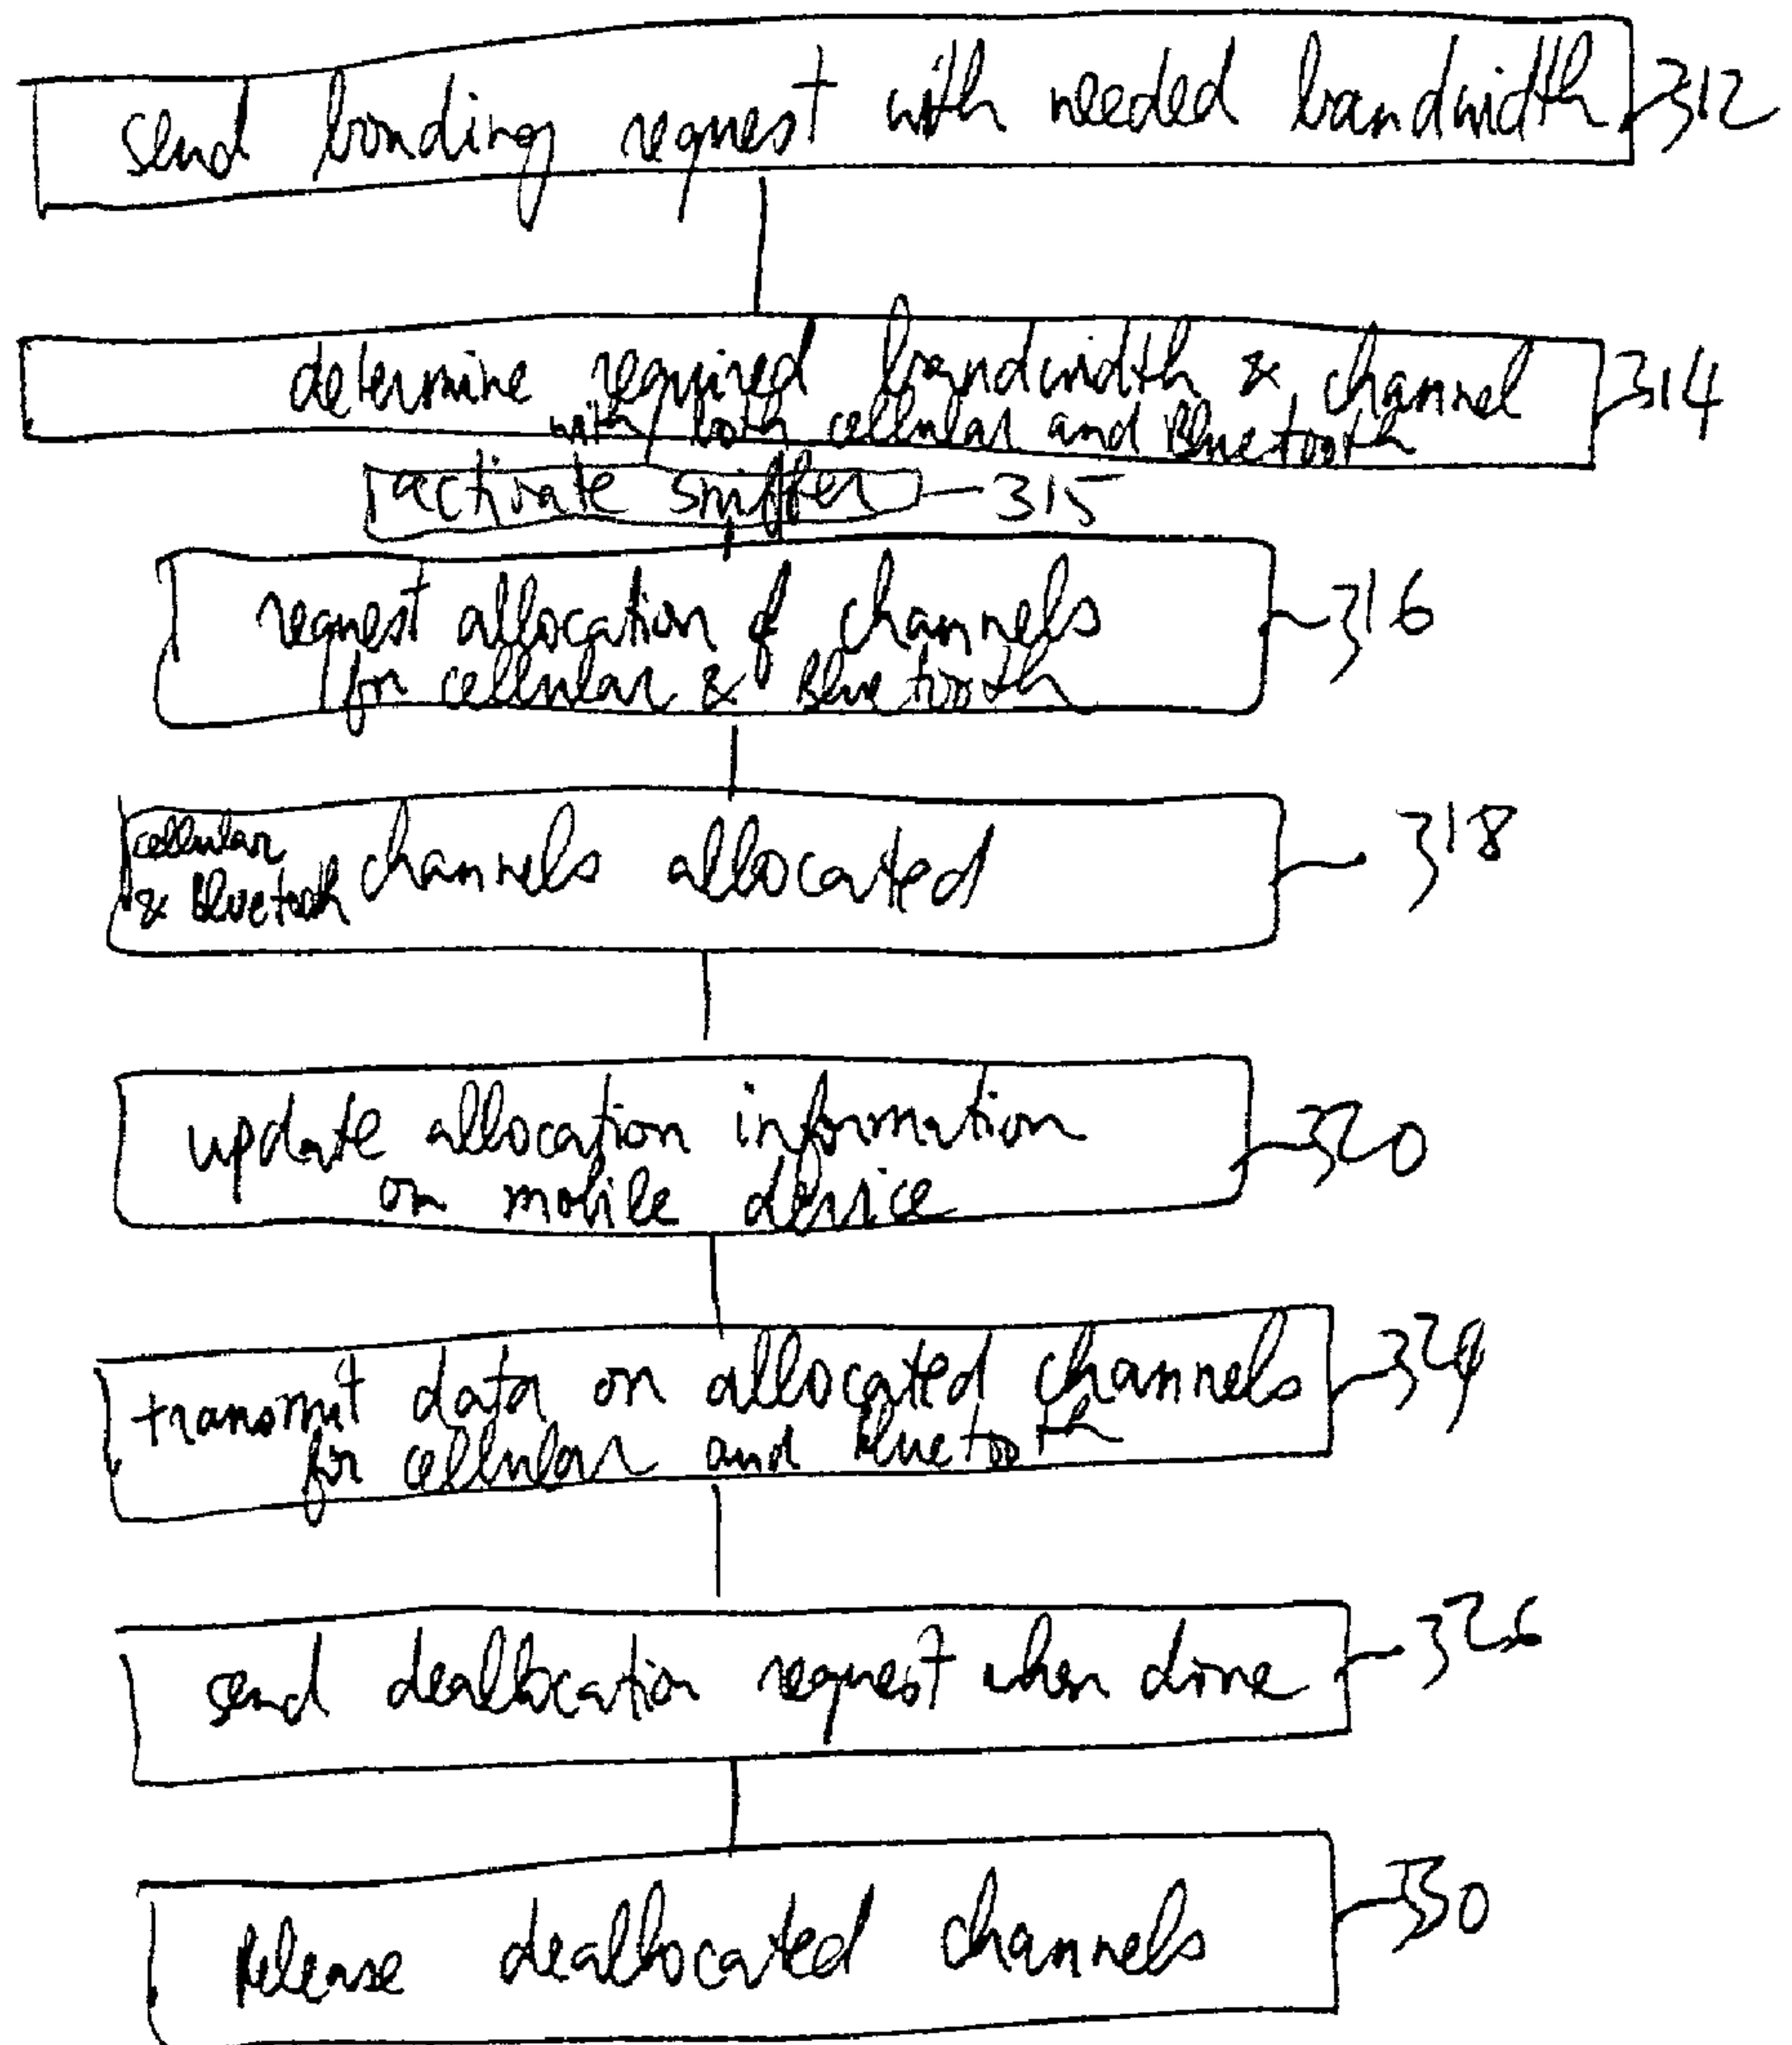 send bonding request with needed bandwidth 312
determine required bandwidth & channel 314
with both cellular and Bluetooth
activate sniffer 315
request allocation of channels 316
for cellular & Bluetooth
cellular
& Bluetooth channels allocated 318
update allocation information 320
on mobile device
transmit data on allocated channels 324
for cellular and Bluetooth
send deallocation request when done 326
Release deallocated channels 330